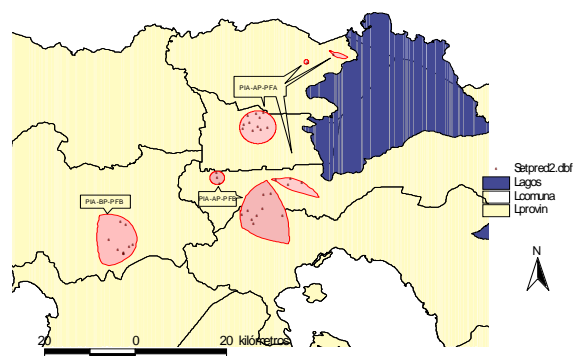 PIA-AP-PFA
PIA-AP-PFB
PIA-BP-PFB
Setpred2.dbf
Lagos
Lcomuna
Lprovin
N
20 0 20 kilómetros